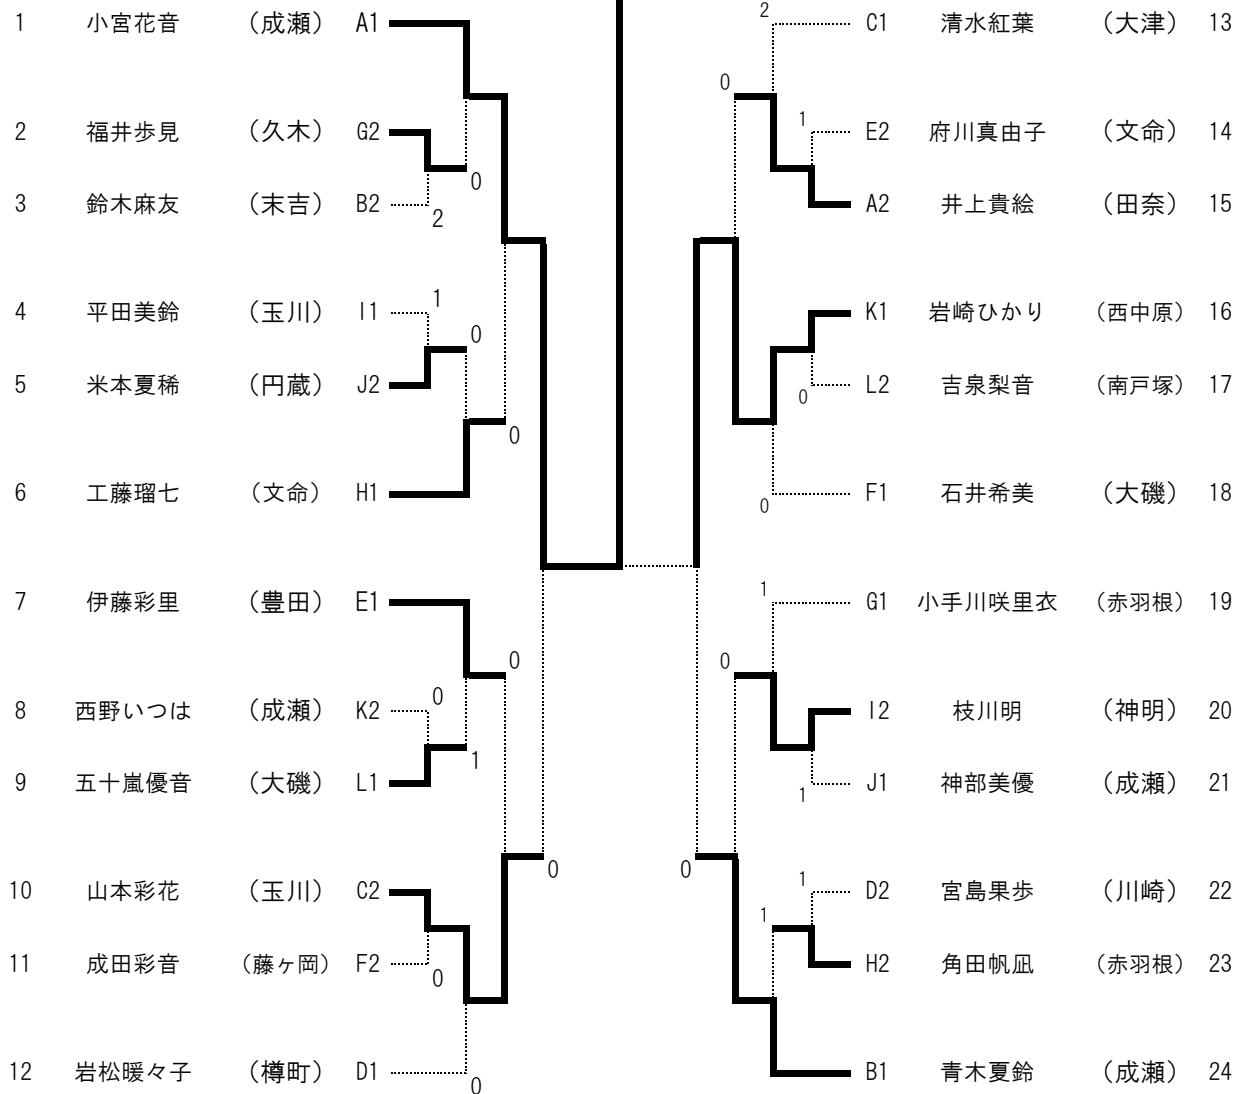 1 小宮花音 （成瀬） A1
2 福井歩見 （久木） G2
0
3 鈴木麻友 （末吉） B2
2
4 平田美鈴 （玉川） I1
1
0
5 米本夏稀 （円蔵） J2
0
6 工藤瑠七 （文命） H1
7 伊藤彩里 （豊田） E1
0
0
8 西野いつは （成瀬） K2
1
9 五十嵐優音 （大磯） L1
0
10 山本彩花 （玉川） C2
11 成田彩音 （藤ヶ岡） F2
0
12 岩松暖々子 （樽町） D1
0
2
C1 清水紅葉 （大津） 13
0
1
E2 府川真由子 （文命） 14
A2 井上貴絵 （田奈） 15
K1 岩崎ひかり （西中原） 16
L2 吉泉梨音 （南戸塚） 17
0
F1 石井希美 （大磯） 18
0
1
G1 小手川咲里衣 （赤羽根） 19
0
I2 枝川明 （神明） 20
J1 神部美優 （成瀬） 21
1
0
1
D2 宮島果歩 （川崎） 22
1
H2 角田帆凪 （赤羽根） 23
B1 青木夏鈴 （成瀬） 24